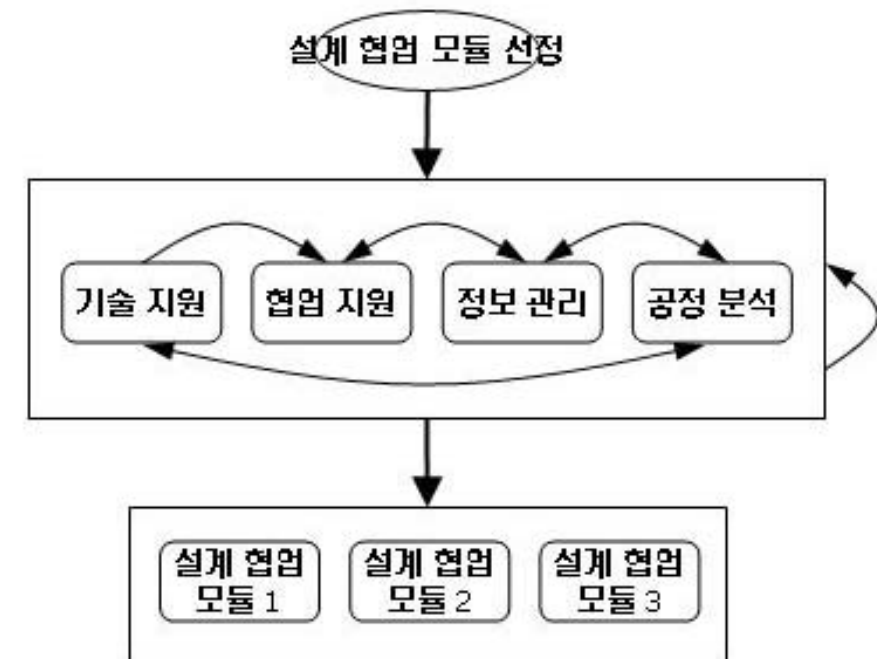 설계 협업 모듈 선정
기술 지원
협업 지원
정보 관리
공정 분석
설계 협업
모듈 1
설계 협업
모듈 2
설계 협업
모듈 3